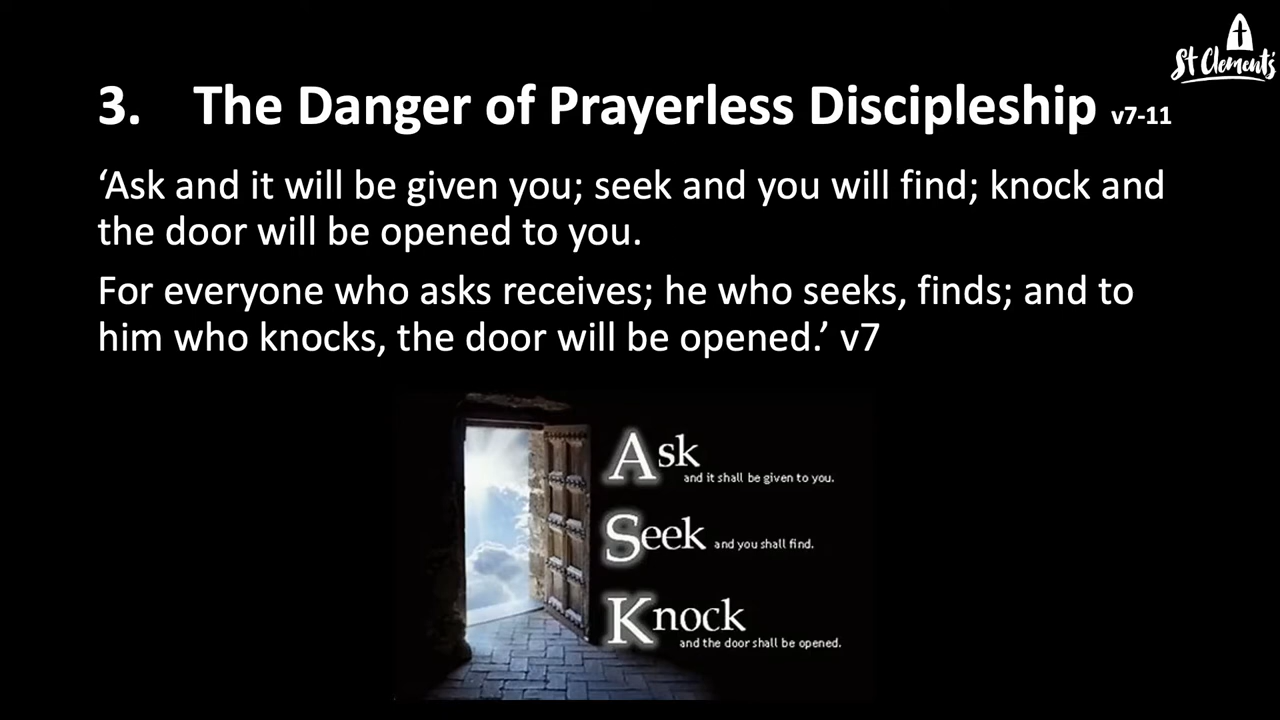 St Clement's
3. The Danger of Prayerless Discipleship v7-11
‘Ask and it will be given you; seek and you will find; knock and
the door will be opened to you.
For everyone who asks receives; he who seeks, finds; and to
him who knocks, the door will be opened.’ v7
Ask
and it shall be given to you.
Seek and you shall find.
Knock
and the door shall be opened.